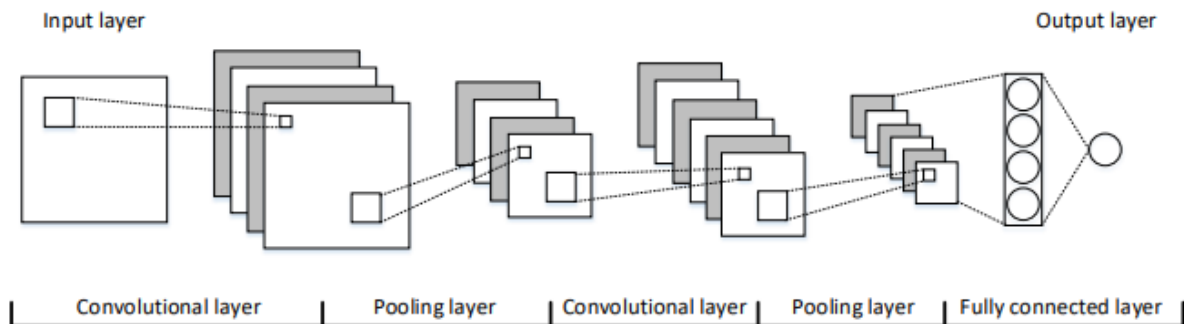 Input layer
Output layer
Convolutional layer
Pooling layer
Convolutional layer
Pooling layer
Fully connected layer